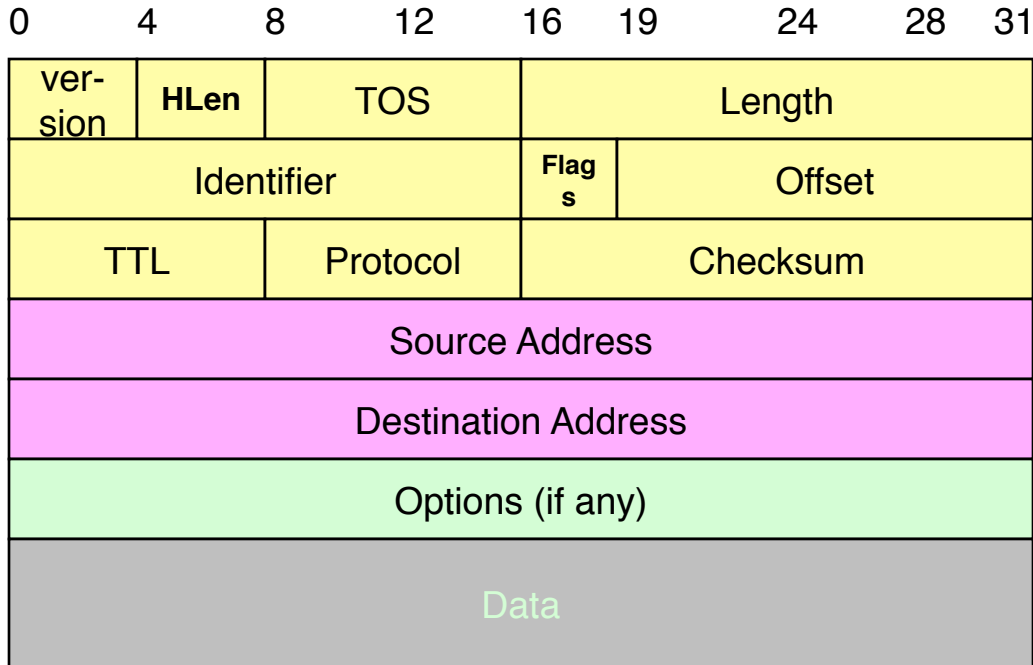 0 4 8 12 16 19 24 28 31
ver-
sion
HLen
TOS
Length
Identifier
Flag
s
Offset
TTL
Protocol
Checksum
Source Address
Destination Address
Options (if any)
Data